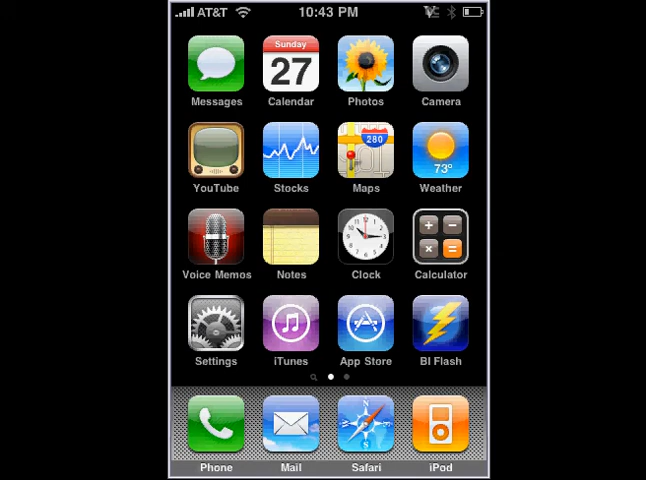 AT&T 10:43 PM
Sunday
27
280
73°
Messages Calendar Photos Camera
YouTube Stocks Maps Weather
Voice Memos Notes Clock Calculator
Settings iTunes App Store BI Flash
Phone Mail Safari iPod